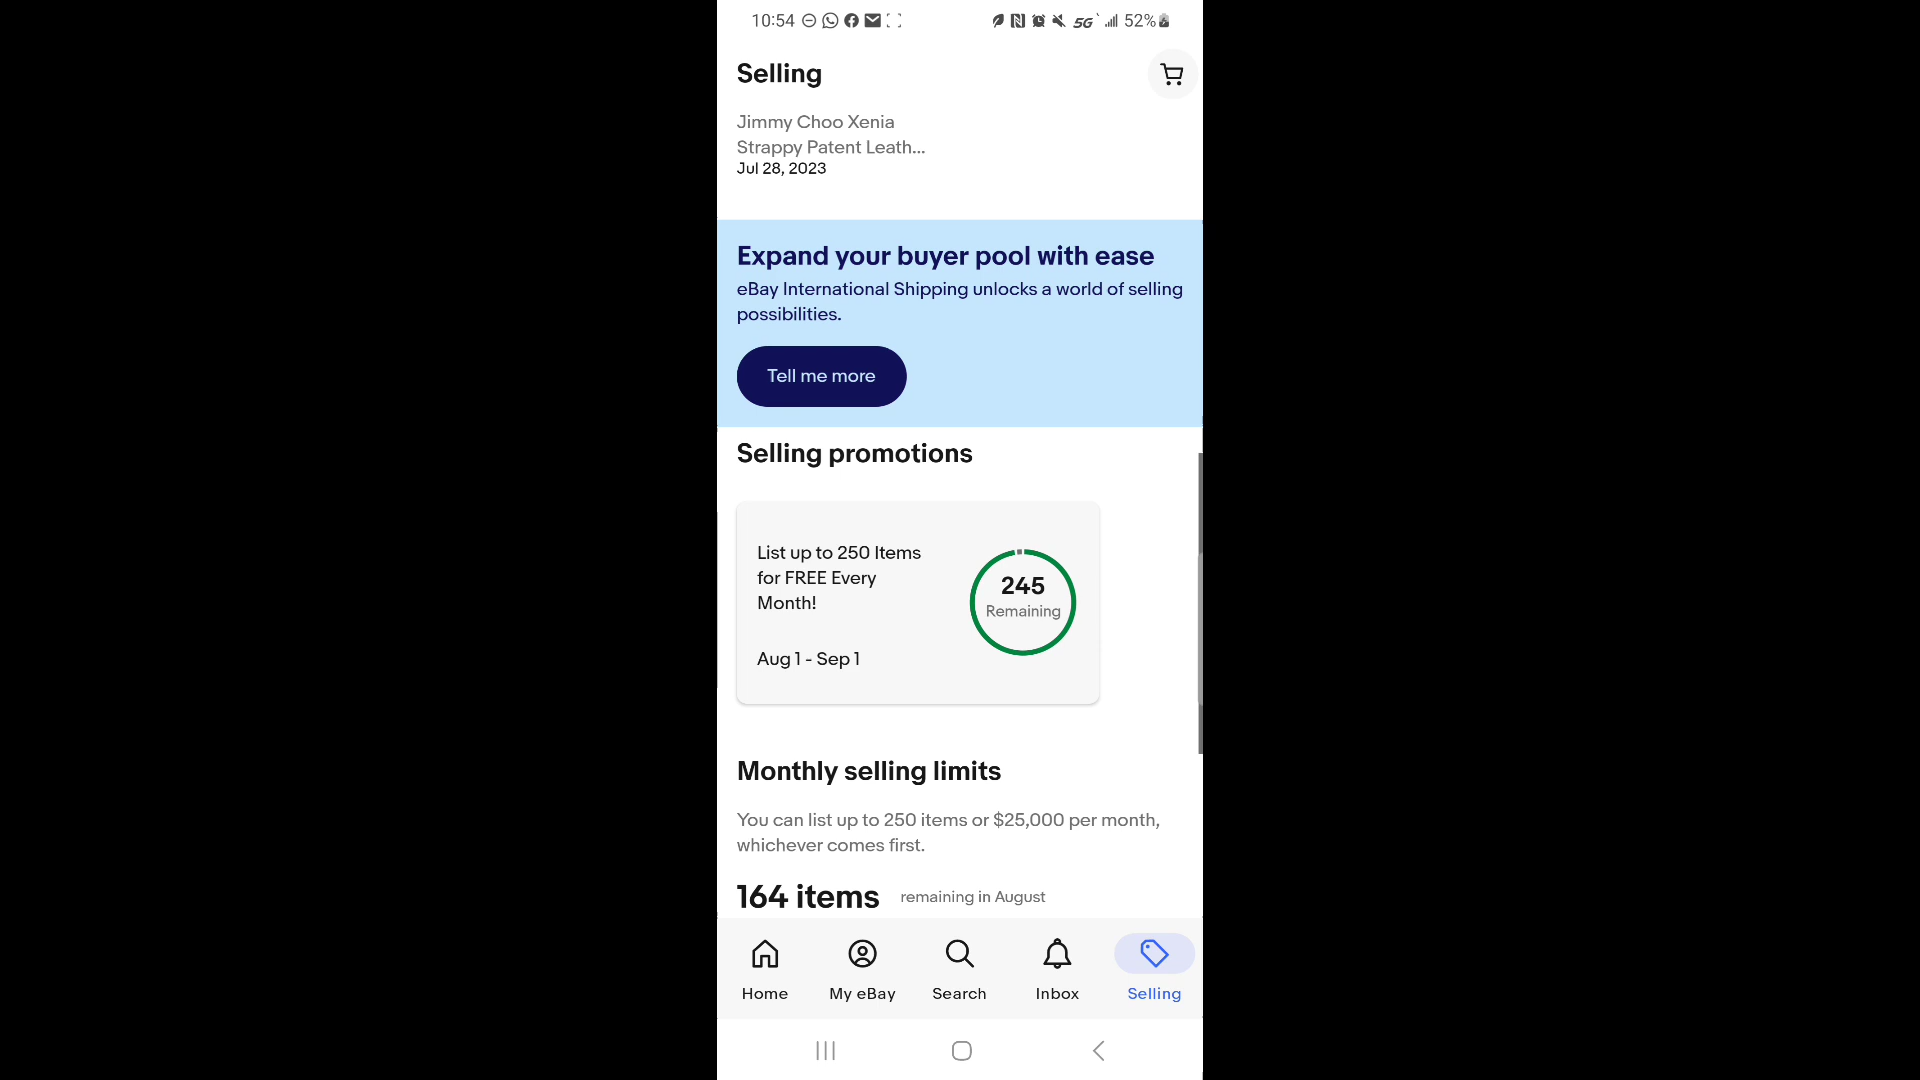 10:54
5G 52%
Selling
Jimmy Choo Xenia
Strappy Patent Leath...
Jul 28, 2023
Expand your buyer pool with ease
eBay International Shipping unlocks a world of selling
possibilities.
Tell me more
Selling promotions
List up to 250 Items
for FREE Every
Month!
245
Remaining
Aug 1 - Sep 1
Monthly selling limits
You can list up to 250 items or $25,000 per month,
whichever comes first.
164 items remaining in August
Home My eBay Search Inbox Selling